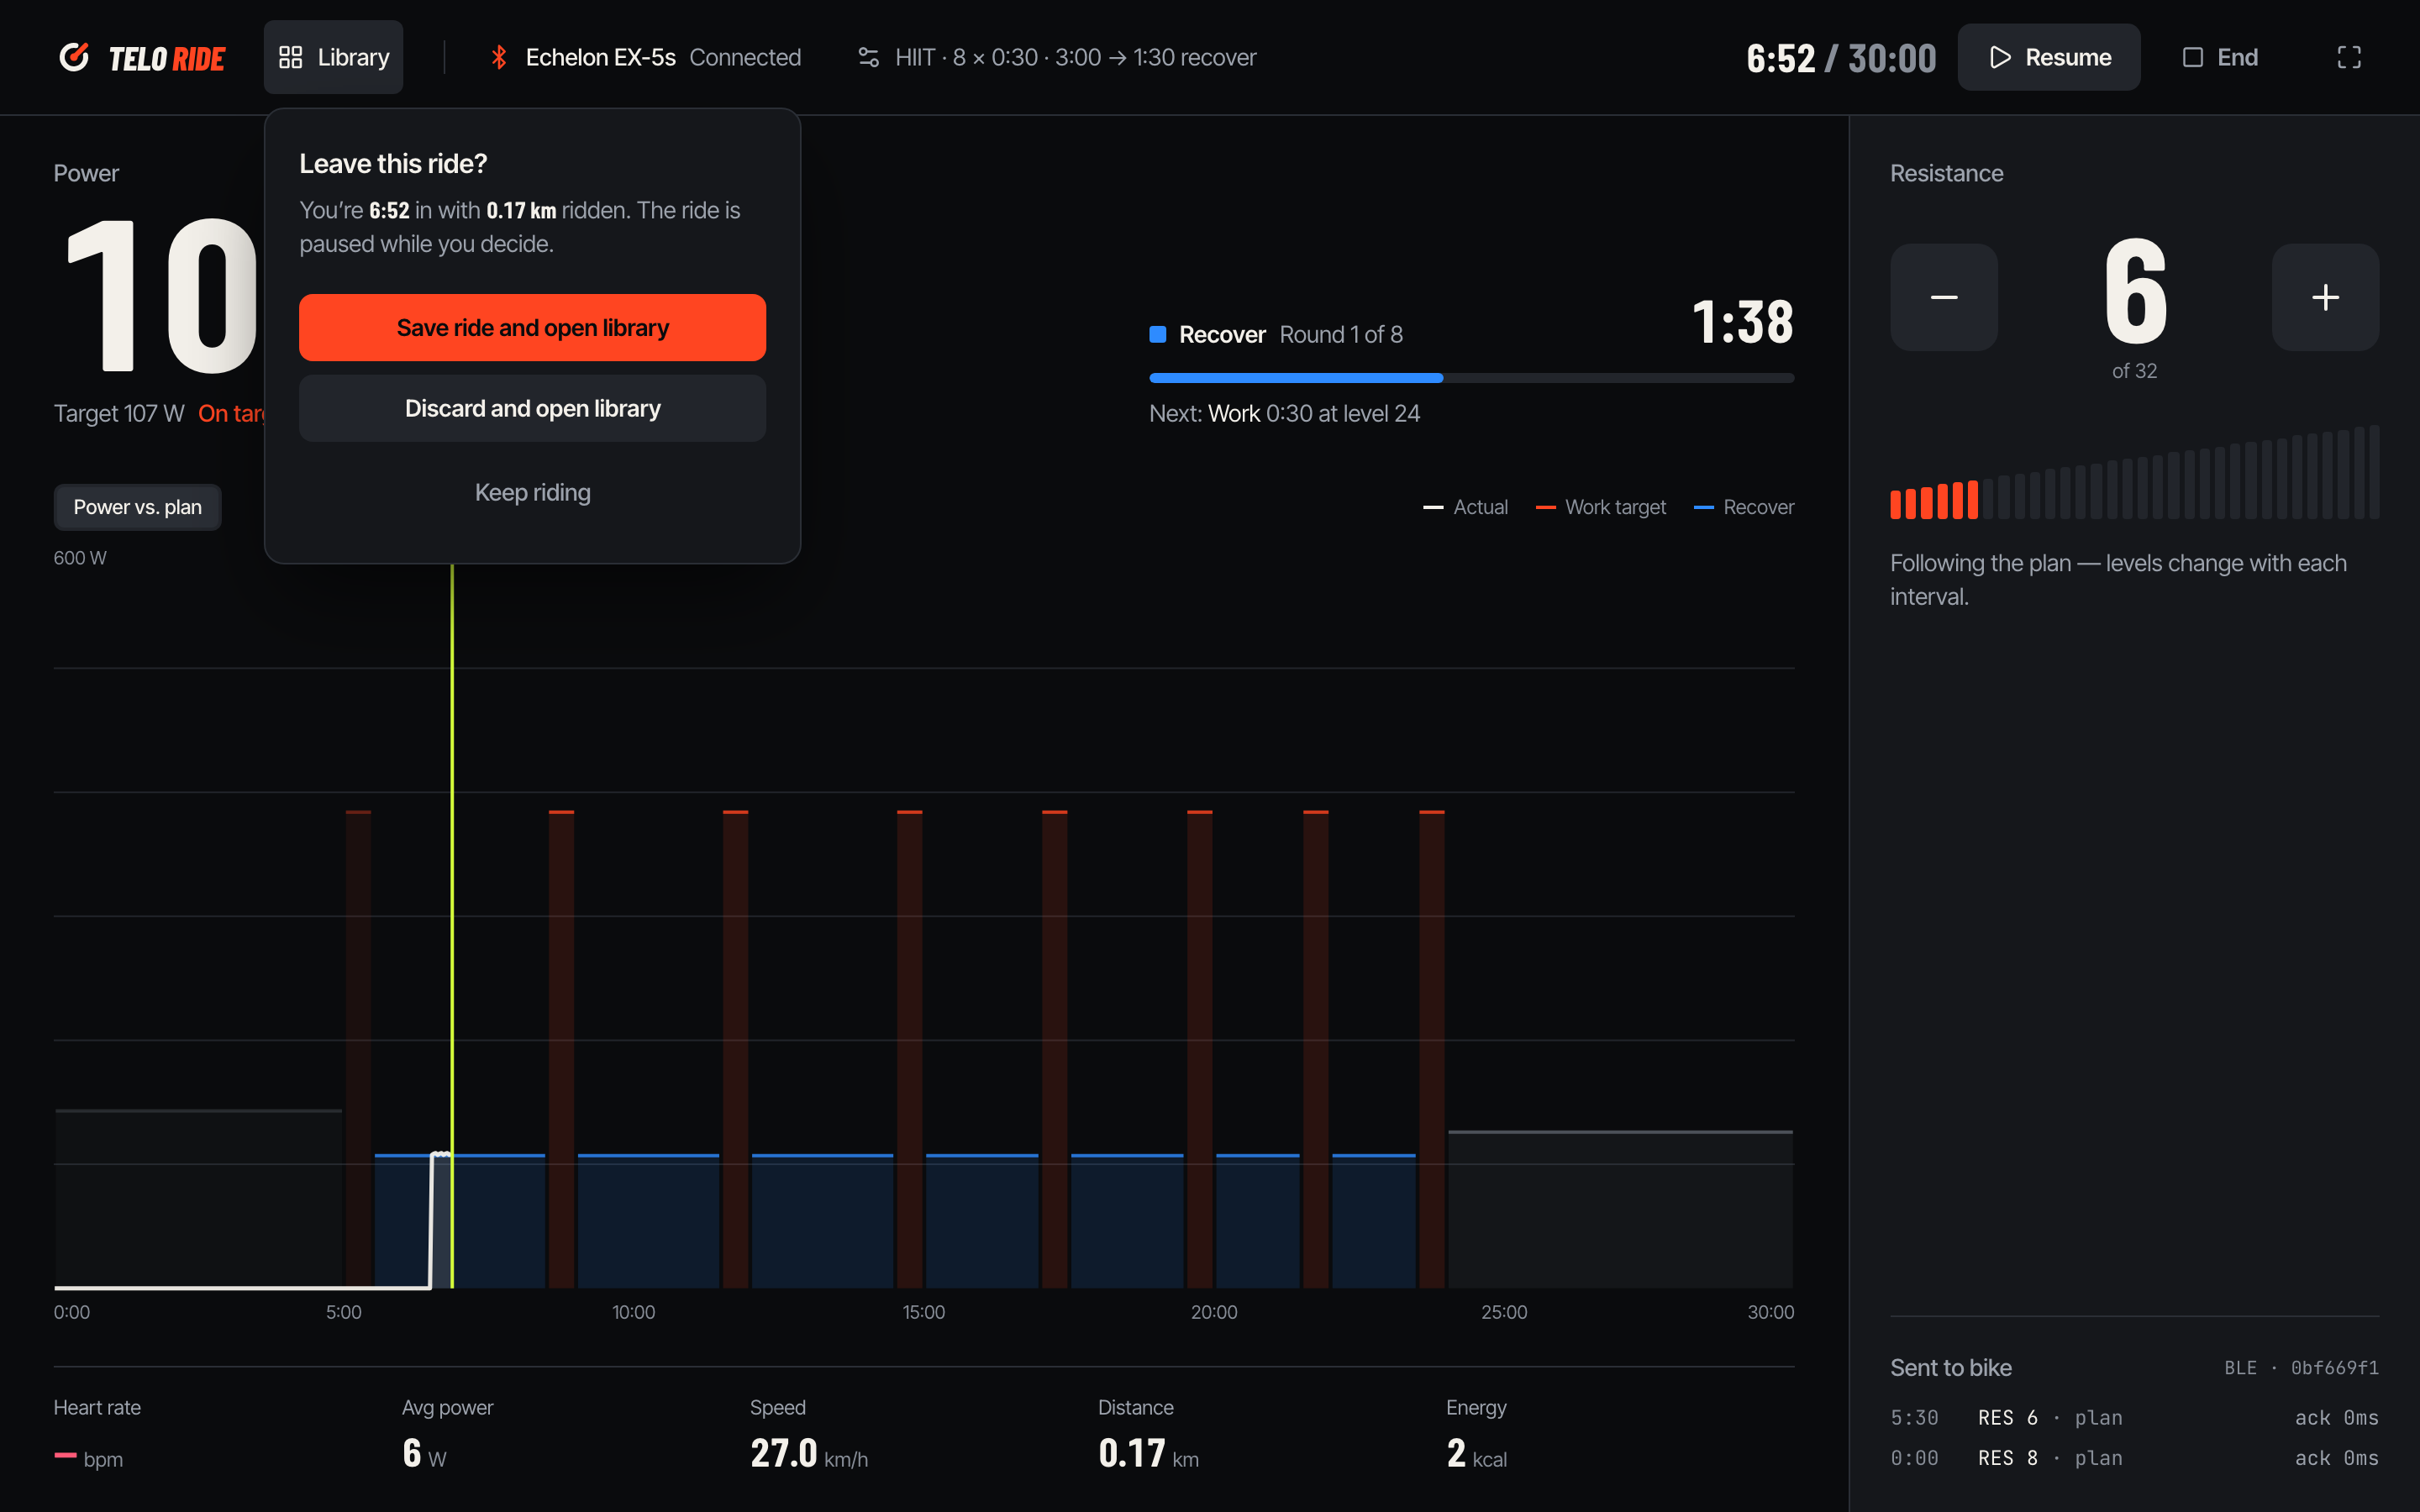 TELO RIDE
Library
Echelon EX-5s Connected
HIIT · 8 × 0:30 · 3:00 → 1:30 recover
6:52 / 30:00
Resume
End
Leave this ride?
You’re 6:52 in with 0.17 km ridden. The ride is
paused while you decide.
Save ride and open library
Discard and open library
Keep riding
Power
10
Target 107 W On targ
Recover Round 1 of 8
1:38
Next: Work 0:30 at level 24
Power vs. plan
Actual
Work target
Recover
600 W
0:00
5:00
10:00
15:00
20:00
25:00
30:00
Heart rate
— bpm
Avg power
6 W
Speed
27.0 km/h
Distance
0.17 km
Energy
2 kcal
Resistance
−
6
+
of 32
Following the plan — levels change with each
interval.
Sent to bike
BLE · 0bf669f1
5:30 RES 6 · plan ack 0ms
0:00 RES 8 · plan ack 0ms